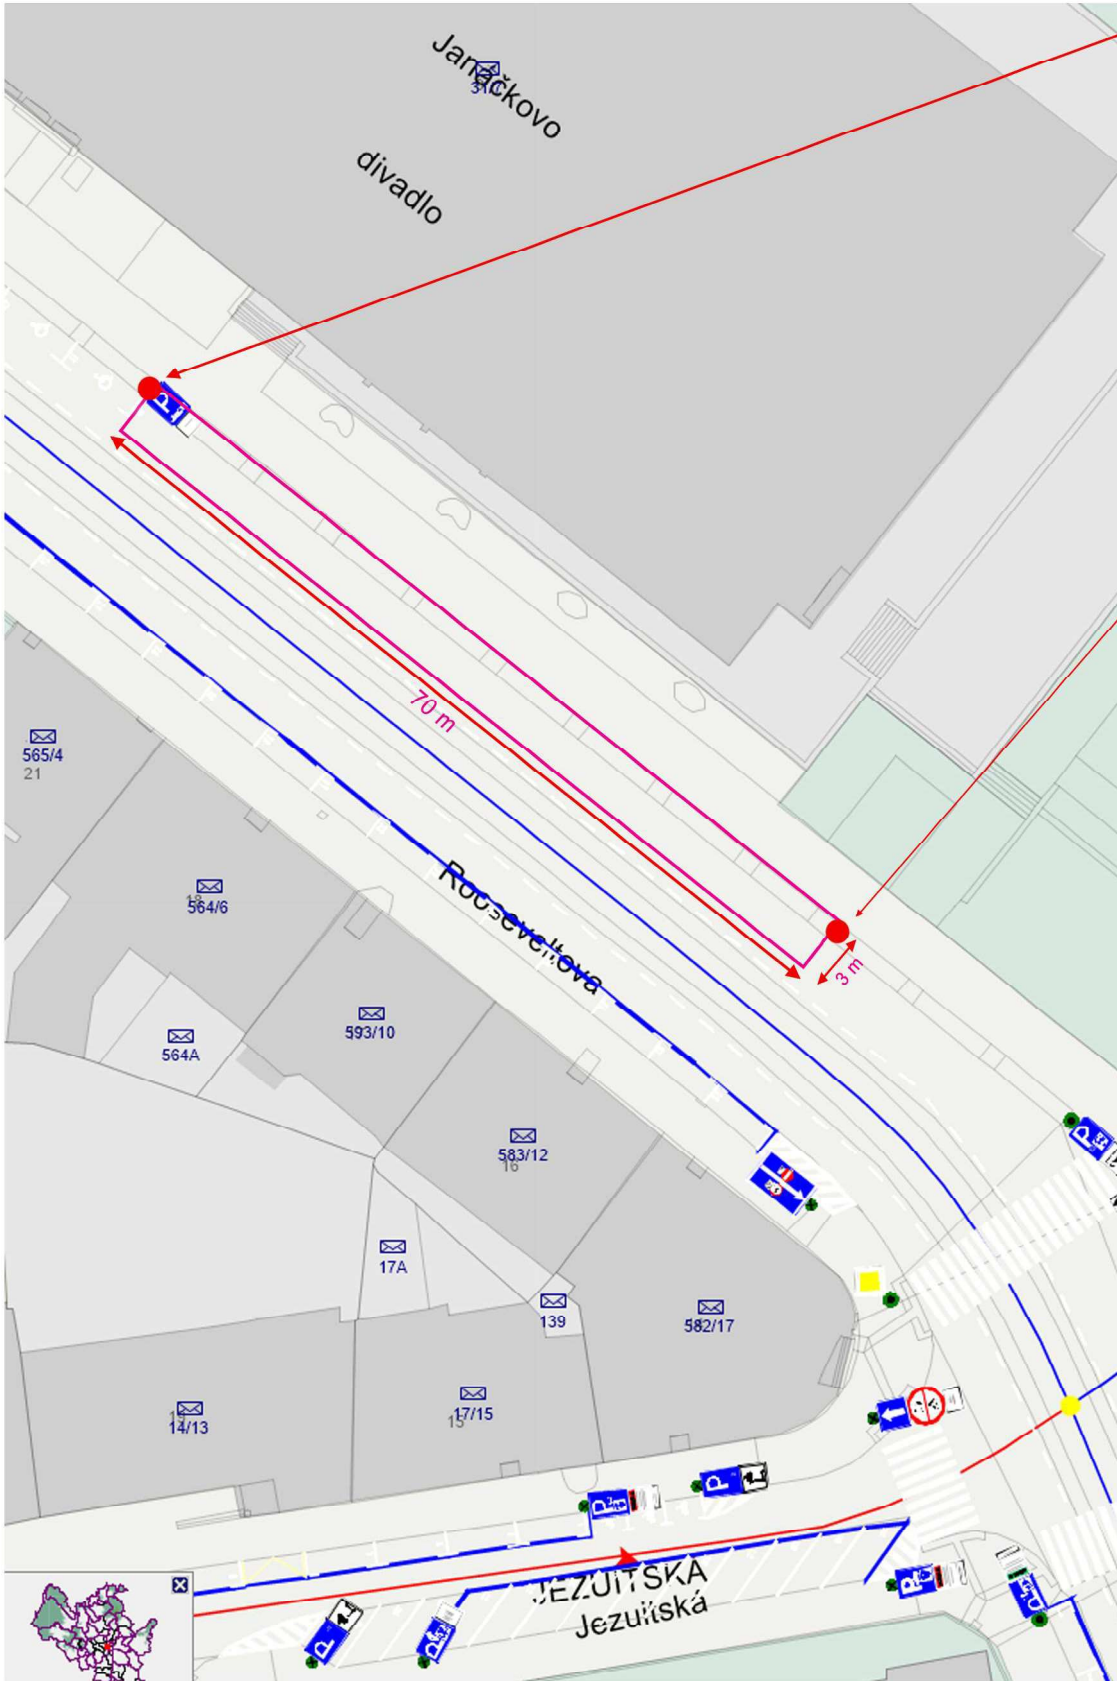 Janáčkovo
divadlo
70 m
565/4
21
564/6
Rooseveltova
3 m
593/10
564A
583/12
16
17A
139
582/17
14/13
17/15
15
P
P
JEZUITSKÁ
Jezuitská
P